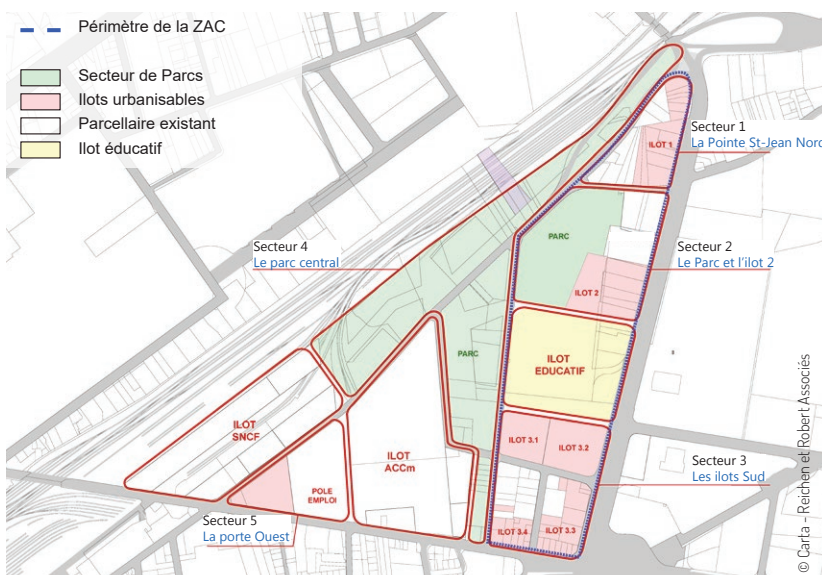 Périmètre de la ZAC
Secteur de Parcs
Ilots urbanisables
Parcellaire existant
Ilot éducatif
Secteur 1
La Pointe St-Jean Nord
ILOT 1
Secteur 4
Le parc central
PARC
Secteur 2
Le Parc et l'ilot 2
ILOT 2
PARC
ILOT
EDUCATIF
ILOT
SNCF
ILOT
ACCm
ILOT 3.1
ILOT 3.2
Secteur 3
Les ilots Sud
POLE
EMPLOI
Secteur 5
La porte Ouest
ILOT 3.4
ILOT 3.3
© Carta - Reichen et Robert Associés